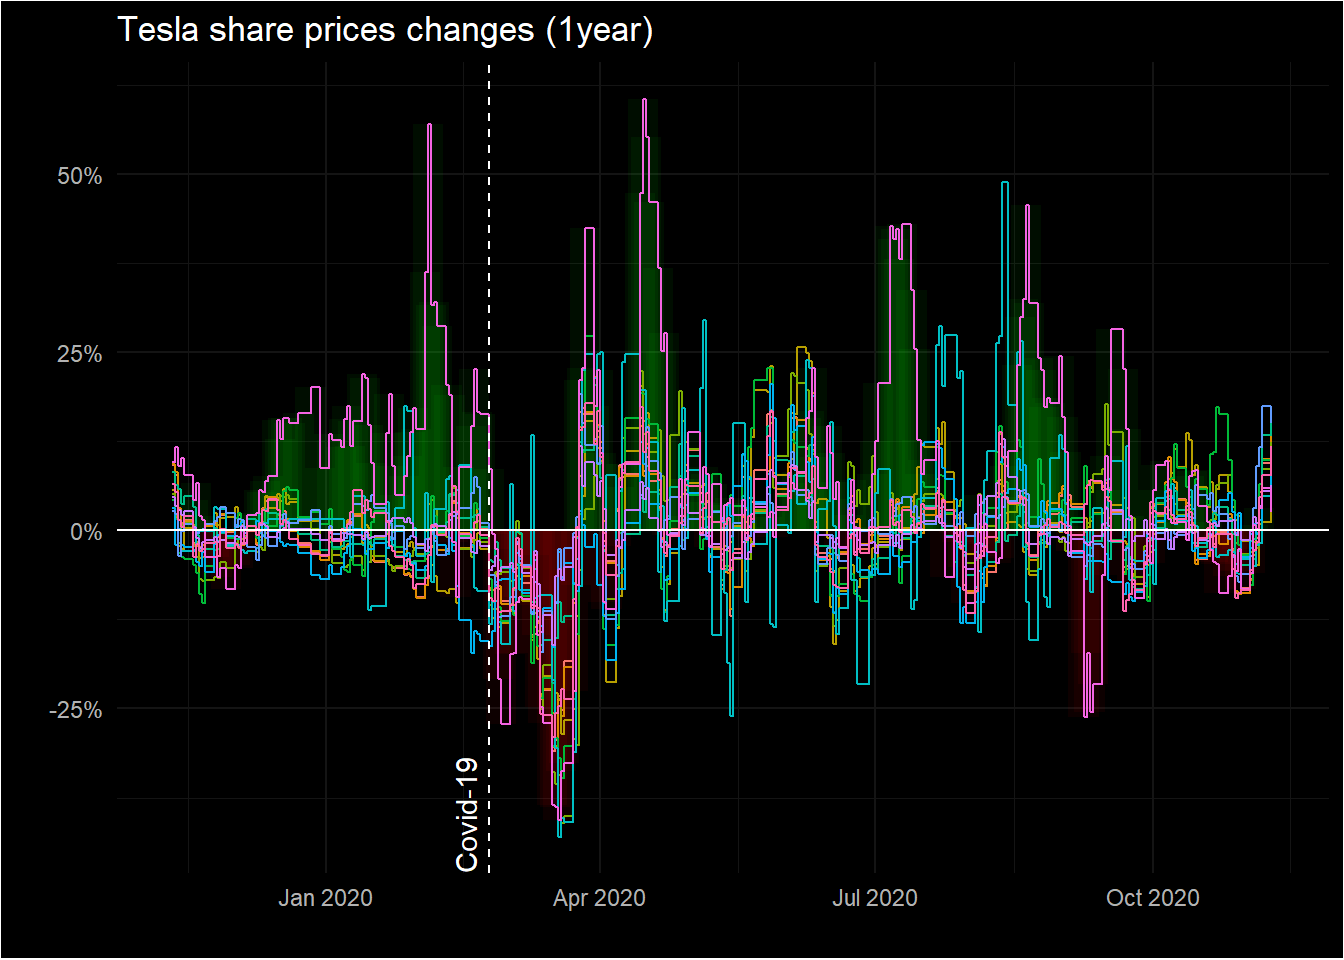 Tesla share prices changes (1year)
50%
25%
0%
-25%
Covid-19
Jan 2020
Apr 2020
Jul 2020
Oct 2020